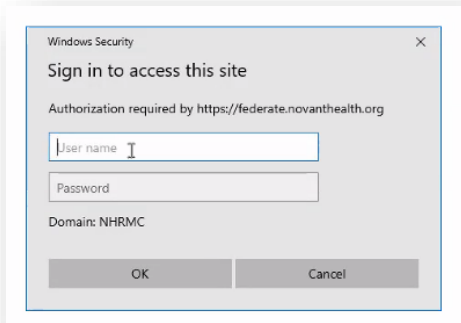 Windows Security
Sign in to access this site
Authorization required by https://federate.novanthealth.org
User name
Password
Domain: NHRMC
OK
Cancel